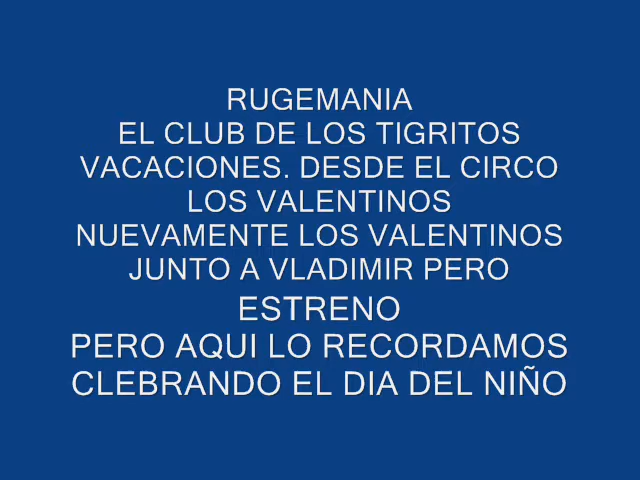 RUGEMANIA
EL CLUB DE LOS TIGRITOS
VACACIONES. DESDE EL CIRCO
LOS VALENTINOS
NUEVAMENTE LOS VALENTINOS
JUNTO A VLADIMIR PERO
ESTRENO
PERO AQUI LO RECORDAMOS
CLEBRANDO EL DIA DEL NIÑO